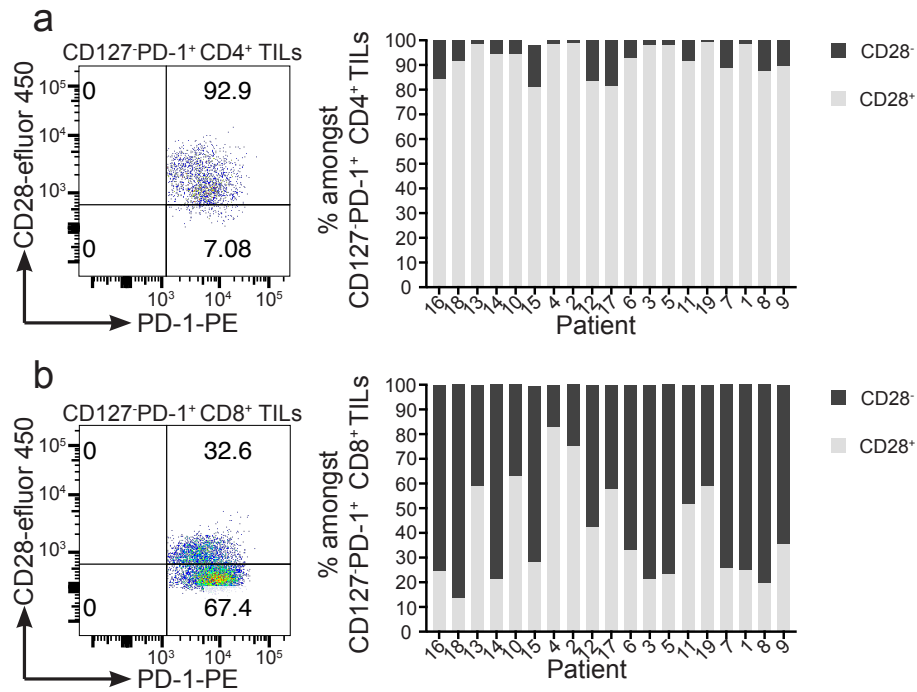 a
CD127⁻PD-1⁺ CD4⁺ TILs
CD28-efluor 450
10⁵
10⁴
10³
0
92.9
0
7.08
10³ 10⁴ 10⁵
PD-1-PE
% amongst
CD127⁻PD-1⁺ CD4⁺ TILs
100
90
80
70
60
50
40
30
20
10
0
16 18 13 14 10 15 4 2 12 17 6 3 5 11 19 7 1 8 9
Patient
CD28⁻
CD28⁺
b
CD127⁻PD-1⁺ CD8⁺ TILs
CD28-efluor 450
10⁵
10⁴
10³
0
32.6
0
67.4
10³ 10⁴ 10⁵
PD-1-PE
% amongst
CD127⁻PD-1⁺ CD8⁺ TILs
100
90
80
70
60
50
40
30
20
10
0
16 18 13 14 10 15 4 2 12 17 6 3 5 11 19 7 1 8 9
Patient
CD28⁻
CD28⁺